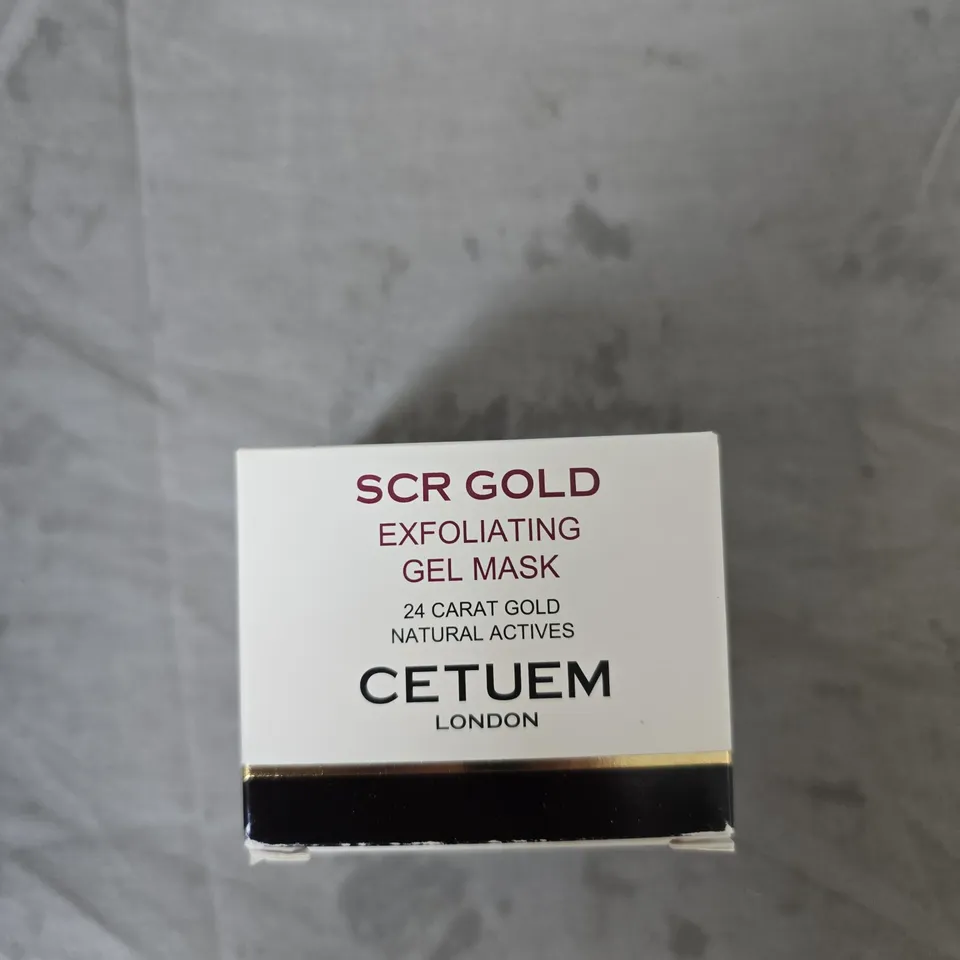 SCR GOLD
EXFOLIATING
GEL MASK
24 CARAT GOLD
NATURAL ACTIVES
CETUEM
LONDON